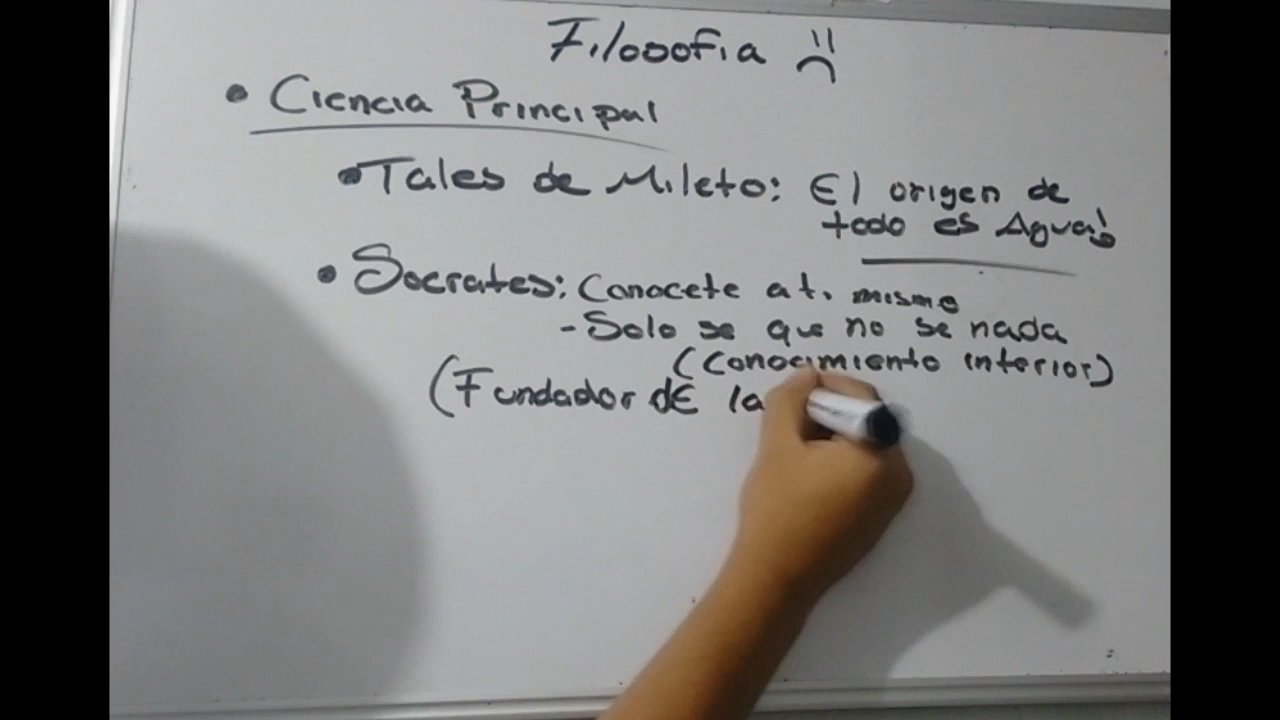 Filosofia
• Ciencia Principal
• Tales de Mileto: El origen de
todo es Agua!
• Socrates: Conocete a ti mismo
- Solo se que no se nada
(Conocimiento interior)
(Fundador dE la